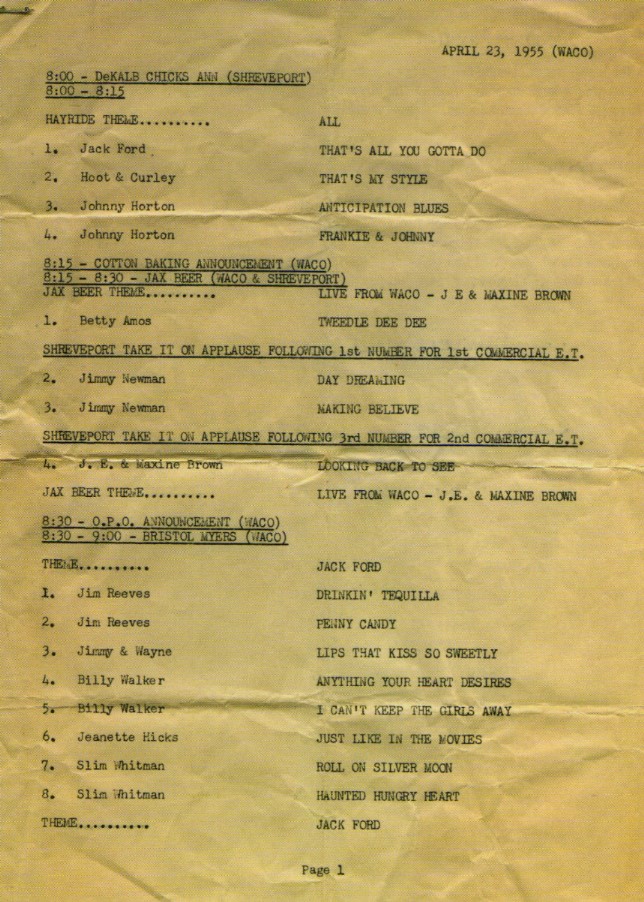 APRIL 23, 1955 (WACO)
8:00 - DeKALB CHICKS ANN (SHREVEPORT)
8:00 - 8:15
HAYRIDE THEME.......... ALL
1. Jack Ford THAT'S ALL YOU GOTTA DO
2. Hoot & Curley THAT'S MY STYLE
3. Johnny Horton ANTICIPATION BLUES
4. Johnny Horton FRANKIE & JOHNNY
8:15 - COTTON BAKING ANNOUNCEMENT (WACO)
8:15 - 8:30 - JAX BEER (WACO & SHREVEPORT)
JAX BEER THEME.......... LIVE FROM WACO - J E & MAXINE BROWN
1. Betty Amos TWEEDLE DEE DEE
SHREVEPORT TAKE IT ON APPLAUSE FOLLOWING 1st NUMBER FOR 1st COMMERCIAL E.T.
2. Jimmy Newman DAY DREAMING
3. Jimmy Newman MAKING BELIEVE
SHREVEPORT TAKE IT ON APPLAUSE FOLLOWING 3rd NUMBER FOR 2nd COMMERCIAL E.T.
4. J. E. & Maxine Brown LOOKING BACK TO SEE
JAX BEER THEME.......... LIVE FROM WACO - J.E. & MAXINE BROWN
8:30 - O.P.O. ANNOUNCEMENT (WACO)
8:30 - 9:00 - BRISTOL MYERS (WACO)
THEME.......... JACK FORD
1. Jim Reeves DRINKIN' TEQUILLA
2. Jim Reeves PENNY CANDY
3. Jimmy & Wayne LIPS THAT KISS SO SWEETLY
4. Billy Walker ANYTHING YOUR HEART DESIRES
5. Billy Walker I CAN'T KEEP THE GIRLS AWAY
6. Jeanette Hicks JUST LIKE IN THE MOVIES
7. Slim Whitman ROLL ON SILVER MOON
8. Slim Whitman HAUNTED HUNGRY HEART
THEME.......... JACK FORD
Page 1